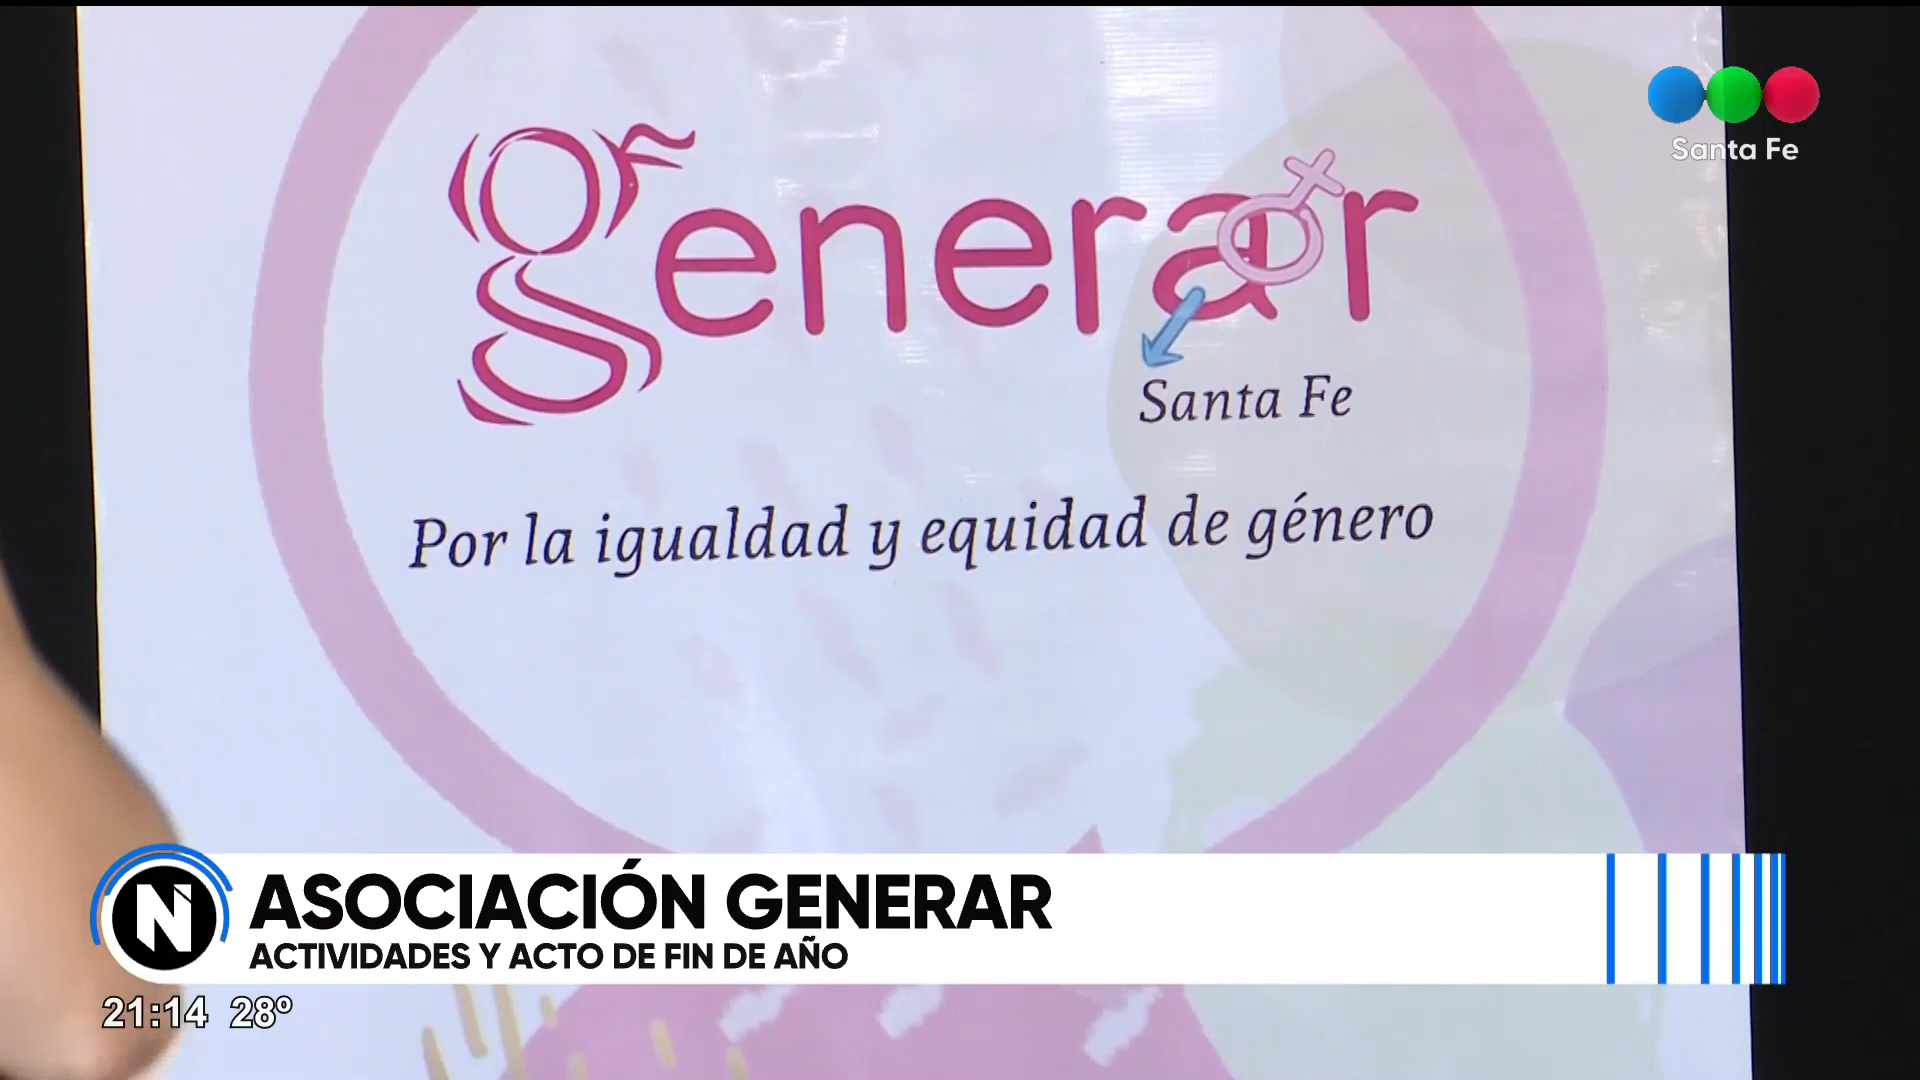 Santa Fe
generar
Santa Fe
Por la igualdad y equidad de género
N
ASOCIACIÓN GENERAR
ACTIVIDADES Y ACTO DE FIN DE AÑO
21:14 28º